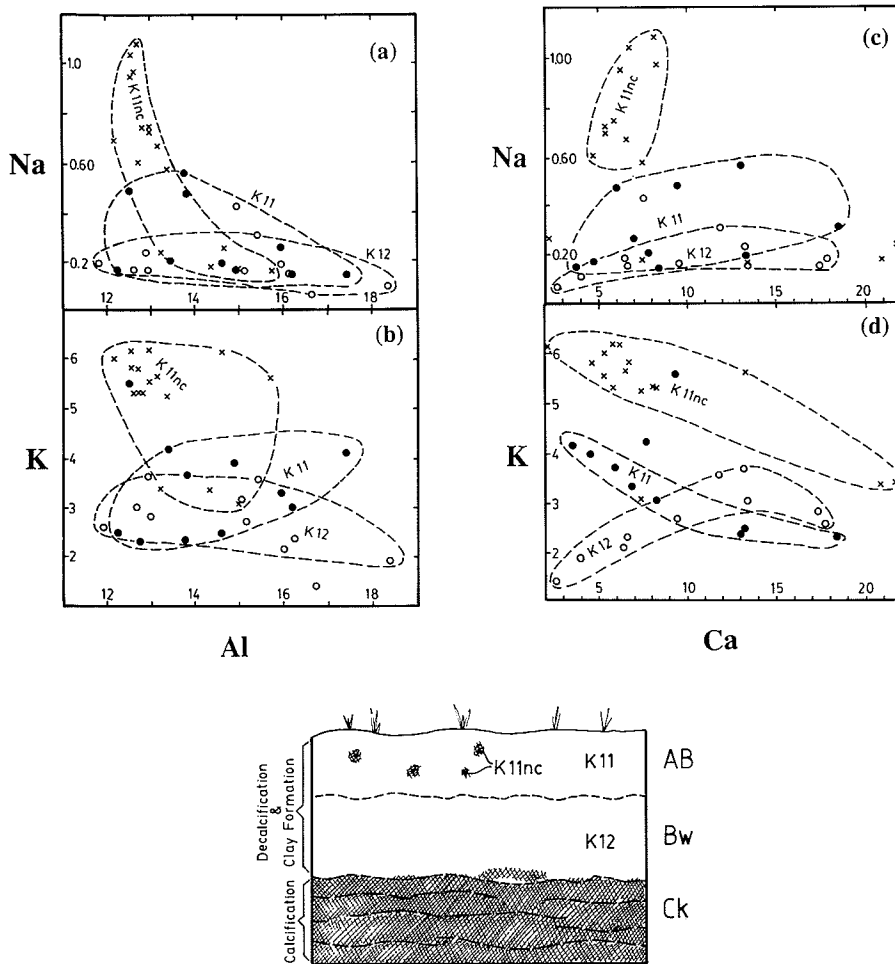 (a)
Na
1.0
0.60
0.2
K11nc
K11
K12
12
14
16
18
(c)
Na
1.00
0.60
0.20
K11nc
K11
K12
5
10
15
20
(b)
K
6
5
4
3
2
K11nc
K11
K12
12
14
16
18
(d)
K
6
5
4
3
2
K11nc
K11
K12
5
10
15
20
Al
Ca
Decalcification
&
Clay Formation
Calcification
K11nc
K11
K12
AB
Bw
Ck